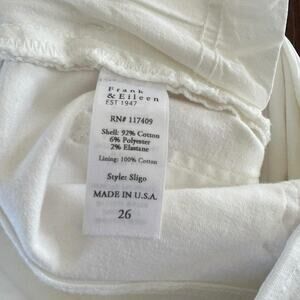 Frank
& Eileen
EST 1947
RN# 117409
Shell: 92% Cotton
6% Polyester
2% Elastane
Lining: 100% Cotton
Style: Sligo
MADE IN U.S.A.
26